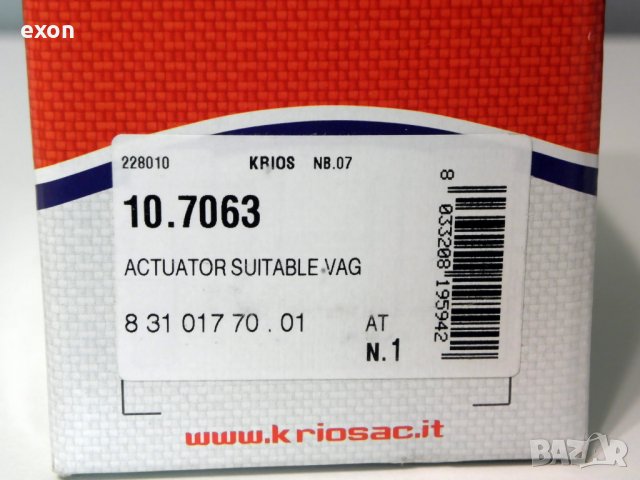 exon
228010 KRIOS NB.07
10.7063
ACTUATOR SUITABLE VAG
8 31 017 70 . 01 AT
N.1
8 033208 195942
www.kriosac.it
BAZAR